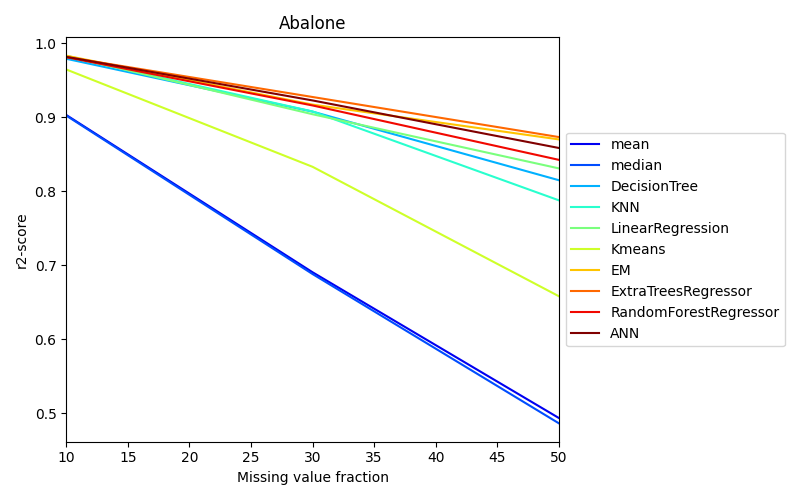 Abalone
r2-score
1.0
0.9
0.8
0.7
0.6
0.5
10 15 20 25 30 35 40 45 50
Missing value fraction
mean
median
DecisionTree
KNN
LinearRegression
Kmeans
EM
ExtraTreesRegressor
RandomForestRegressor
ANN